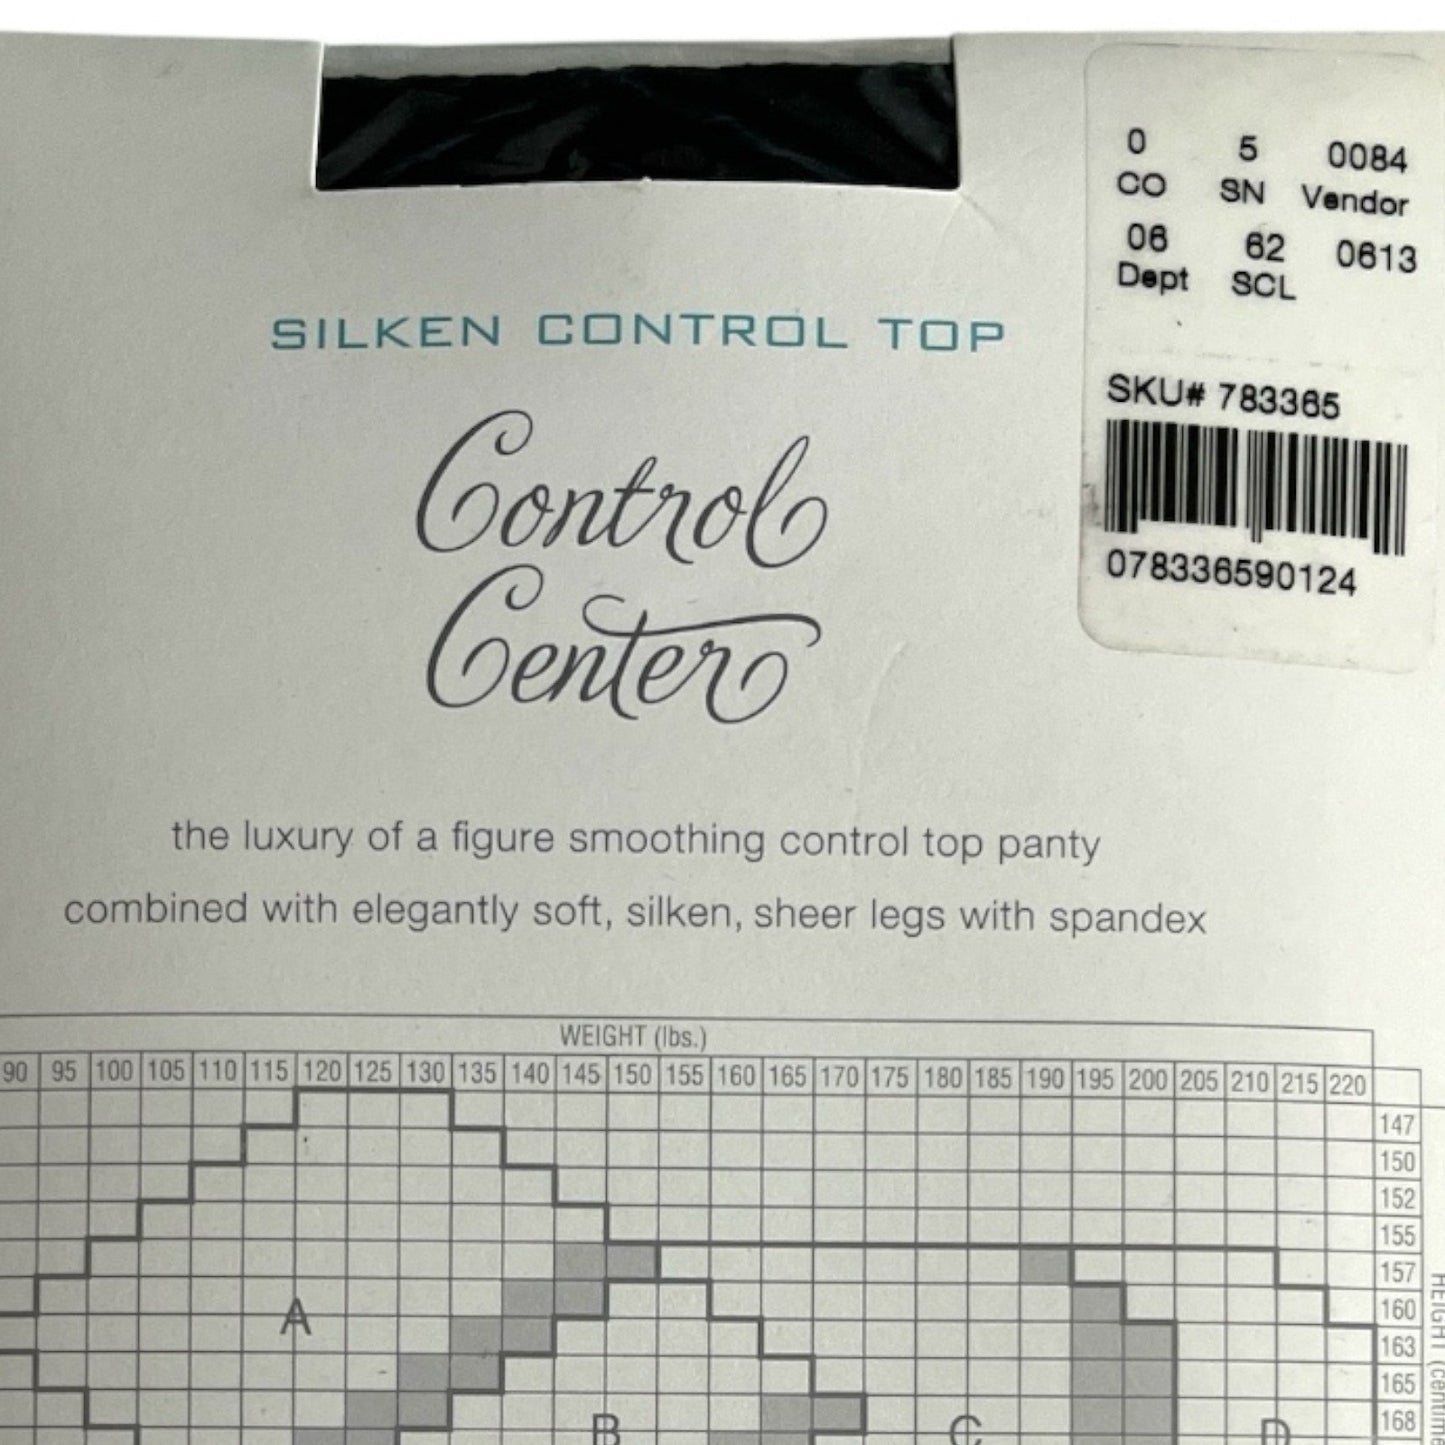 0 5 0084
CO SN Vendor
06 62 0613
Dept SCL
SKU# 783365
078336590124
SILKEN CONTROL TOP
Control
Center
the luxury of a figure smoothing control top panty
combined with elegantly soft, silken, sheer legs with spandex
WEIGHT (lbs.)
90 95 100 105 110 115 120 125 130 135 140 145 150 155 160 165 170 175 180 185 190 195 200 205 210 215 220
147
150
152
155
157
160
163
165
168
A
B C D
HEIGHT